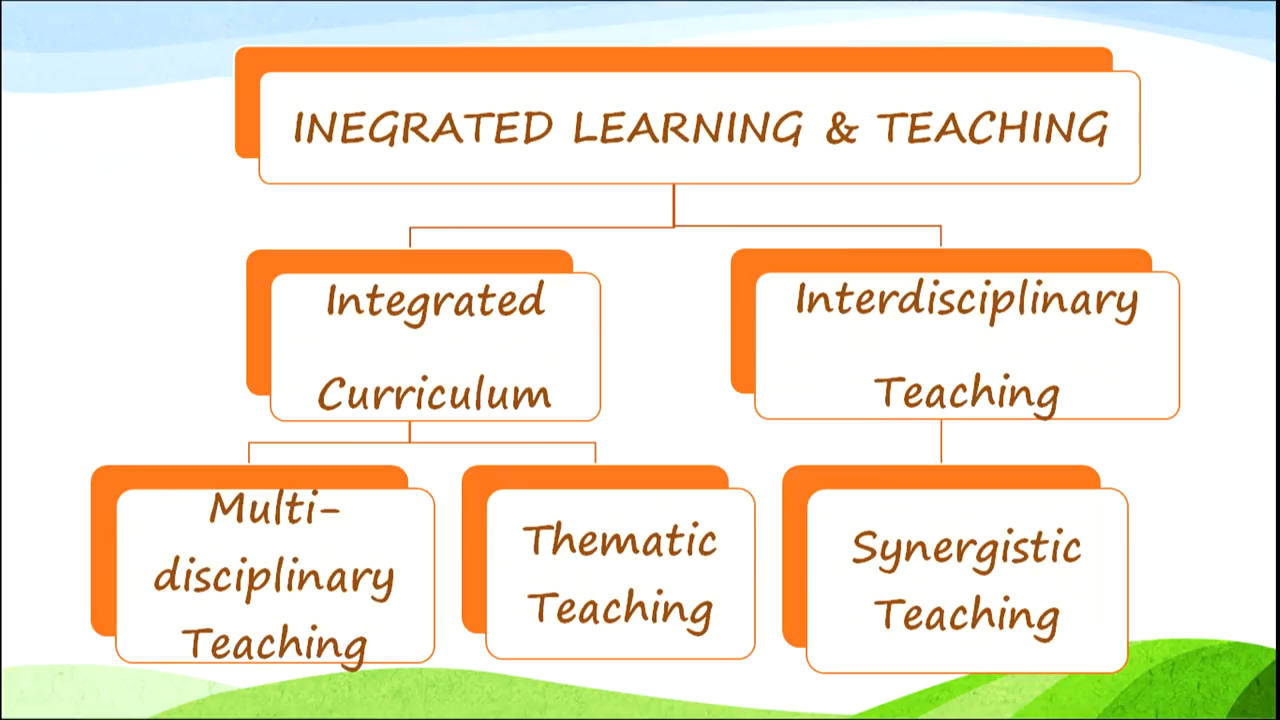 INEGRATED LEARNING & TEACHING
Integrated
Curriculum
Interdisciplinary
Teaching
Multi-
disciplinary
Teaching
Thematic
Teaching
Synergistic
Teaching